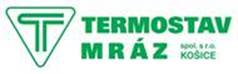 TERMOSTAV
MRÁZ spol. s r.o.
KOŠICE